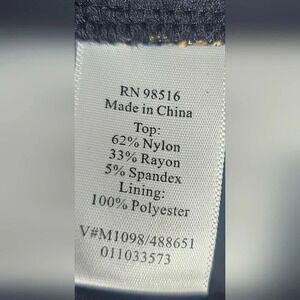 RN 98516
Made in China
Top:
62% Nylon
33% Rayon
5% Spandex
Lining:
100% Polyester
V#M1098/488651
011033573